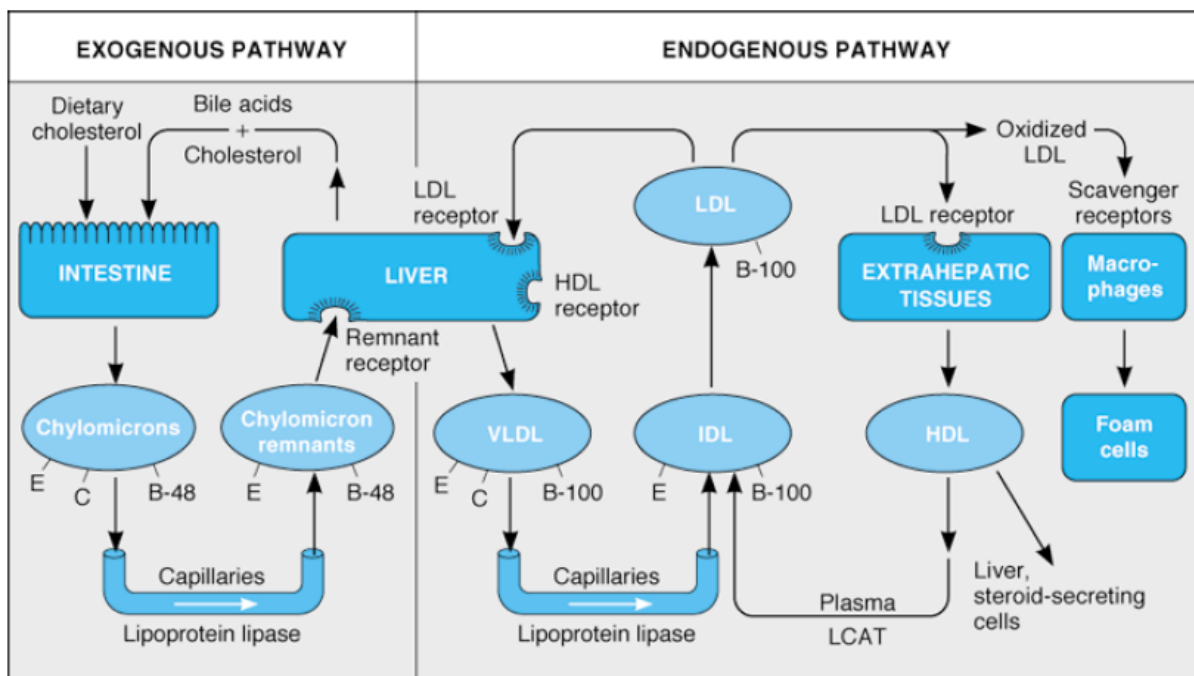 EXOGENOUS PATHWAY
ENDOGENOUS PATHWAY
Dietary
cholesterol
Bile acids
+
Cholesterol
INTESTINE
LIVER
LDL
receptor
HDL
receptor
Remnant
receptor
Chylomicrons
E
C
B-48
Chylomicron
remnants
E
B-48
Capillaries
Lipoprotein lipase
LDL
B-100
Oxidized
LDL
Scavenger
receptors
LDL receptor
EXTRAHEPATIC
TISSUES
Macro-
phages
VLDL
E
C
B-100
IDL
E
B-100
HDL
Foam
cells
Capillaries
Lipoprotein lipase
Plasma
LCAT
Liver,
steroid-secreting
cells